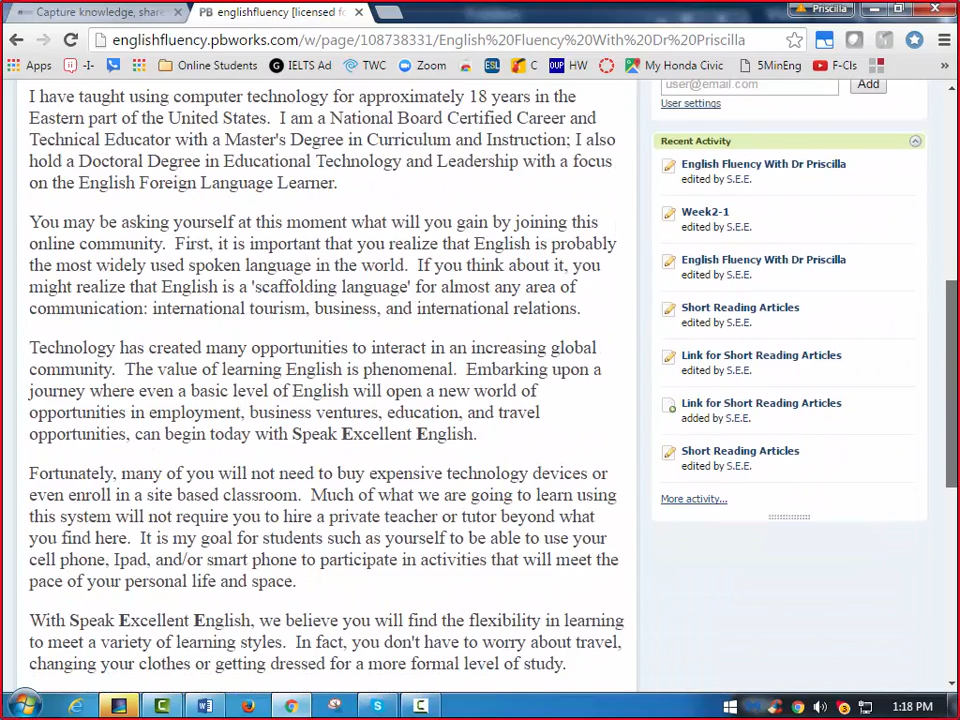 Capture knowledge, share
PB englishfluency [licensed for
Priscilla
englishfluency.pbworks.com/w/page/108738331/English%20Fluency%20With%20Dr%20Priscilla
Apps
-I-
Online Students
IELTS Ad
TWC
Zoom
ESL
C
OUP HW
My Honda Civic
5MinEng
F-Cls
»
I have taught using computer technology for approximately 18 years in the
Eastern part of the United States.  I am a National Board Certified Career and
Technical Educator with a Master's Degree in Curriculum and Instruction; I also
hold a Doctoral Degree in Educational Technology and Leadership with a focus
on the English Foreign Language Learner.
You may be asking yourself at this moment what will you gain by joining this
online community.  First, it is important that you realize that English is probably
the most widely used spoken language in the world.  If you think about it, you
might realize that English is a 'scaffolding language' for almost any area of
communication: international tourism, business, and international relations.
Technology has created many opportunities to interact in an increasing global
community.  The value of learning English is phenomenal.  Embarking upon a
journey where even a basic level of English will open a new world of
opportunities in employment, business ventures, education, and travel
opportunities, can begin today with Speak Excellent English.
Fortunately, many of you will not need to buy expensive technology devices or
even enroll in a site based classroom.  Much of what we are going to learn using
this system will not require you to hire a private teacher or tutor beyond what
you find here.  It is my goal for students such as yourself to be able to use your
cell phone, Ipad, and/or smart phone to participate in activities that will meet the
pace of your personal life and space.
With Speak Excellent English, we believe you will find the flexibility in learning
to meet a variety of learning styles.  In fact, you don't have to worry about travel,
changing your clothes or getting dressed for a more formal level of study.
user@email.com
Add
User settings
Recent Activity
English Fluency With Dr Priscilla
edited by S.E.E.
Week2-1
edited by S.E.E.
English Fluency With Dr Priscilla
edited by S.E.E.
Short Reading Articles
edited by S.E.E.
Link for Short Reading Articles
edited by S.E.E.
Link for Short Reading Articles
added by S.E.E.
Short Reading Articles
edited by S.E.E.
More activity...
1:18 PM